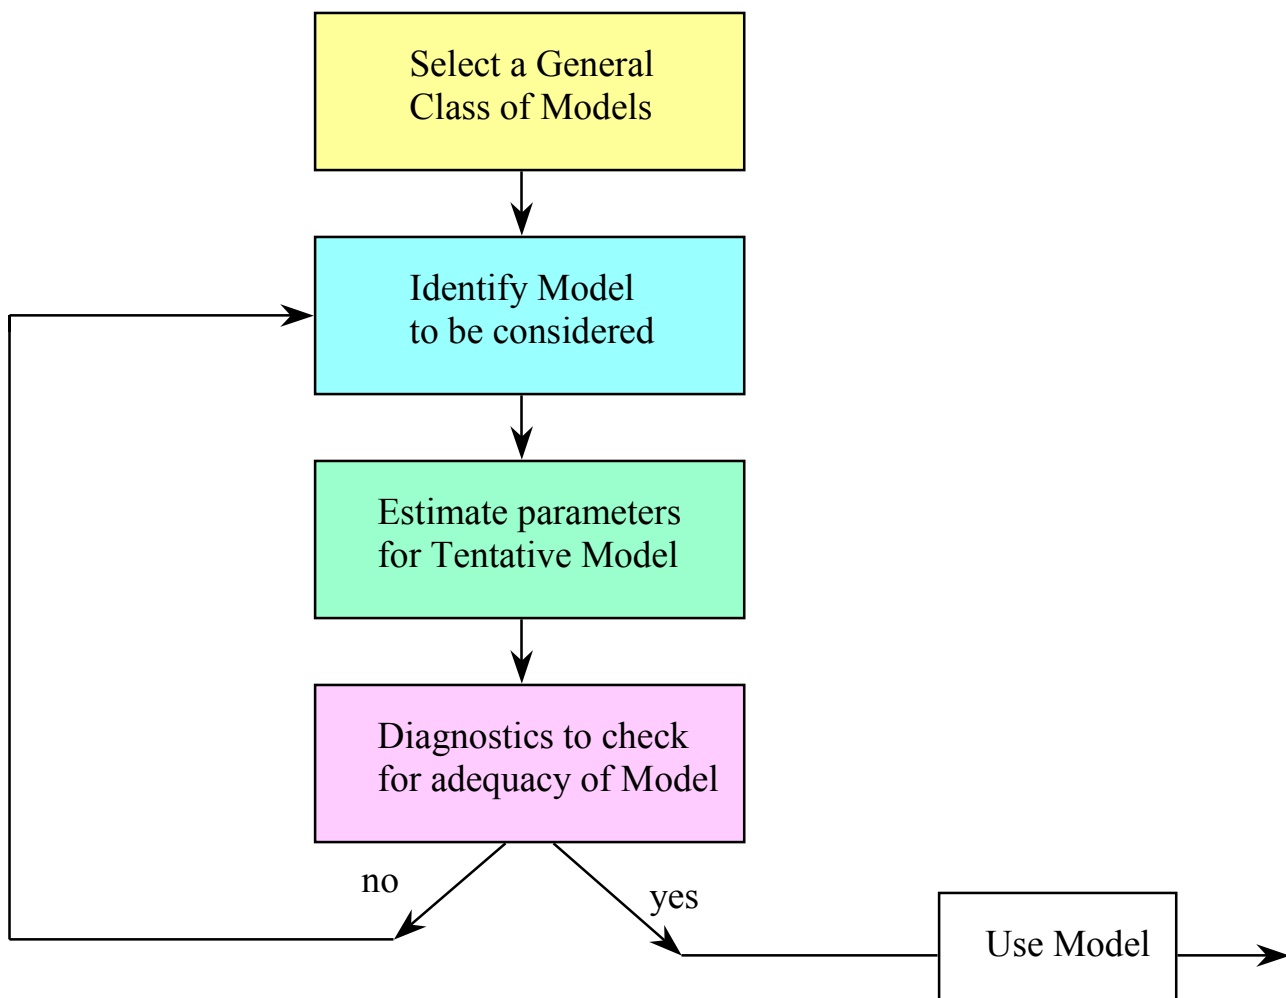 Select a General
Class of Models
Identify Model
to be considered
Estimate parameters
for Tentative Model
Diagnostics to check
for adequacy of Model
no
yes
Use Model